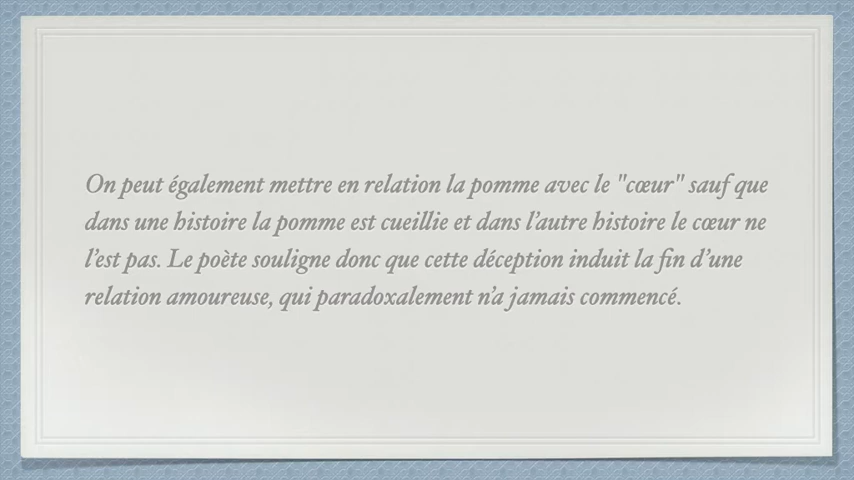 On peut également mettre en relation la pomme avec le "cœur" sauf que
dans une histoire la pomme est cueillie et dans l’autre histoire le cœur ne
l’est pas. Le poète souligne donc que cette déception induit la fin d’une
relation amoureuse, qui paradoxalement n’a jamais commencé.